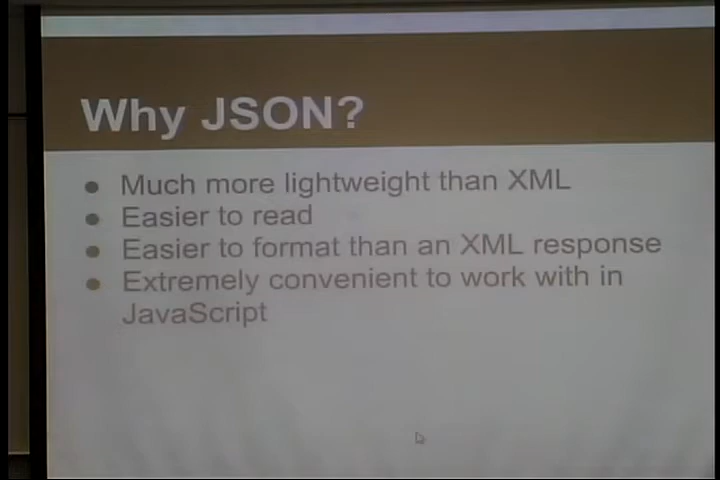 Why JSON?
● Much more lightweight than XML
● Easier to read
● Easier to format than an XML response
● Extremely convenient to work with in
JavaScript